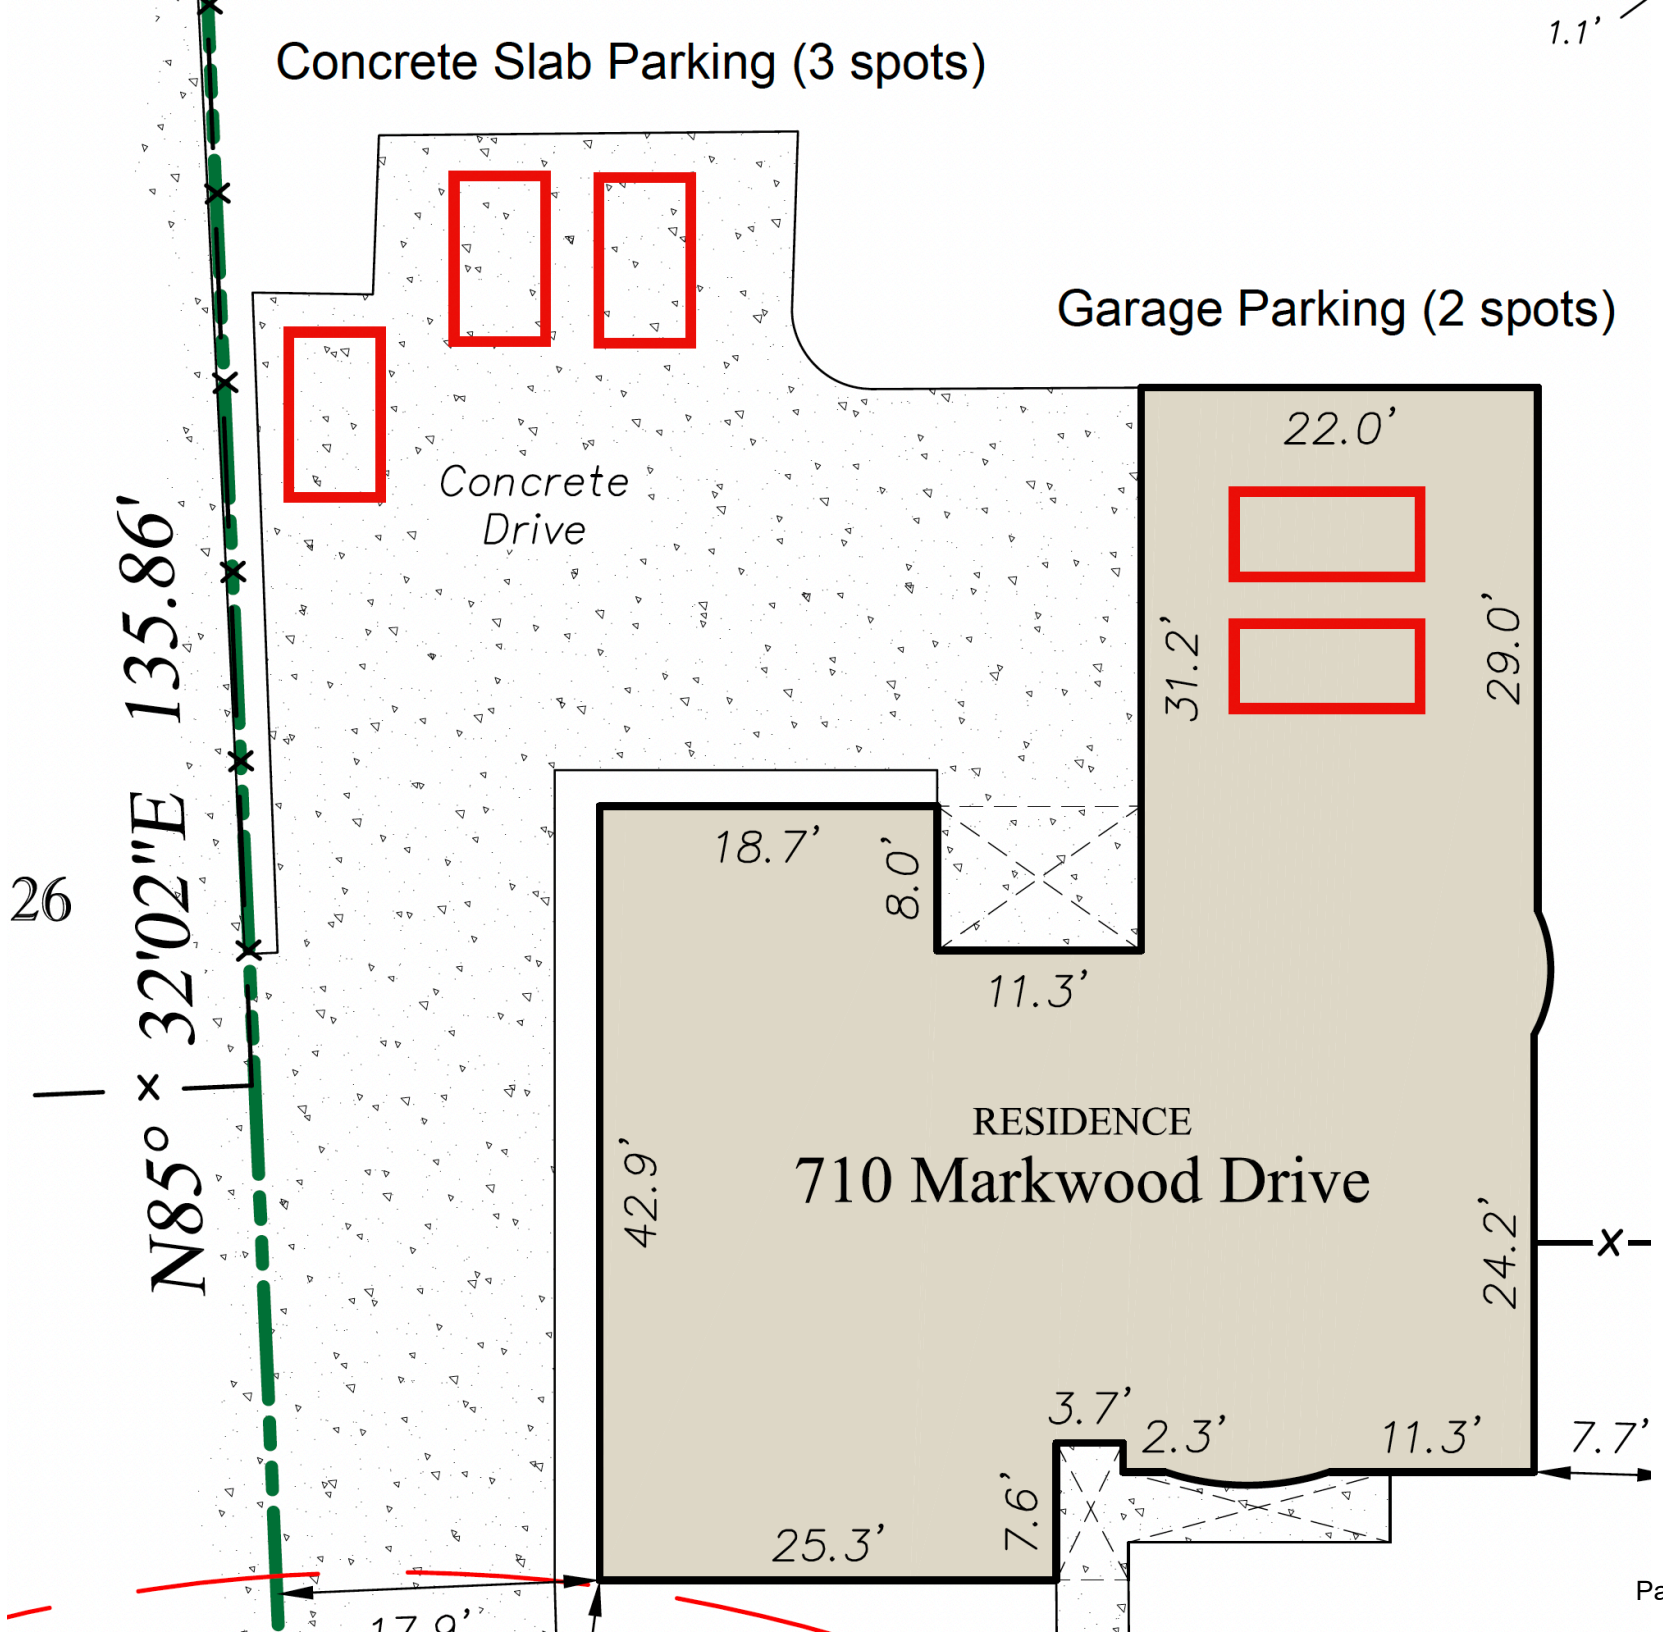 1.1'
Concrete Slab Parking (3 spots)
Garage Parking (2 spots)
22.0'
Concrete
Drive
31.2'
29.0'
N85° 32'02"E 135.86'
18.7'
8.0'
26
11.3'
RESIDENCE
710 Markwood Drive
42.9'
24.2'
3.7'
2.3'
11.3'
7.7'
7.6'
25.3'
17.9'